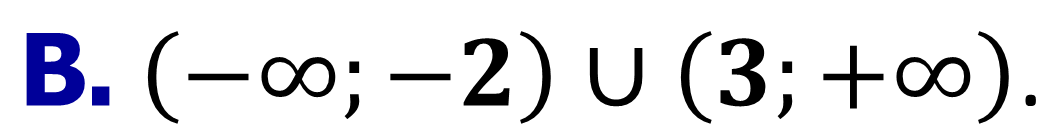 B. (−∞; −2) ∪ (3; +∞).